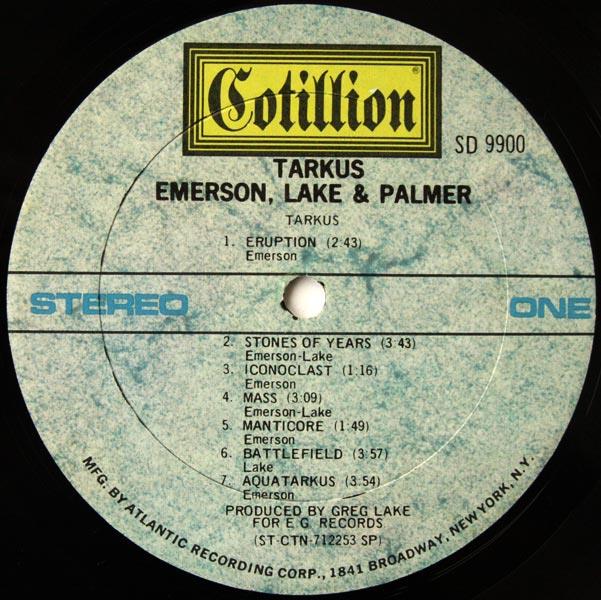 Cotillion®
SD 9900
TARKUS
EMERSON, LAKE & PALMER
TARKUS
1. ERUPTION (2:43)
Emerson
STEREO
ONE
2. STONES OF YEARS (3:43)
Emerson-Lake
3. ICONOCLAST (1:16)
Emerson
4. MASS (3:09)
Emerson-Lake
5. MANTICORE (1:49)
Emerson
6. BATTLEFIELD (3:57)
Lake
7. AQUATARKUS (3:54)
Emerson
PRODUCED BY GREG LAKE
FOR E G RECORDS
(ST-CTN-712253 SP)
MFG. BY ATLANTIC RECORDING CORP., 1841 BROADWAY, NEW YORK, N.Y.